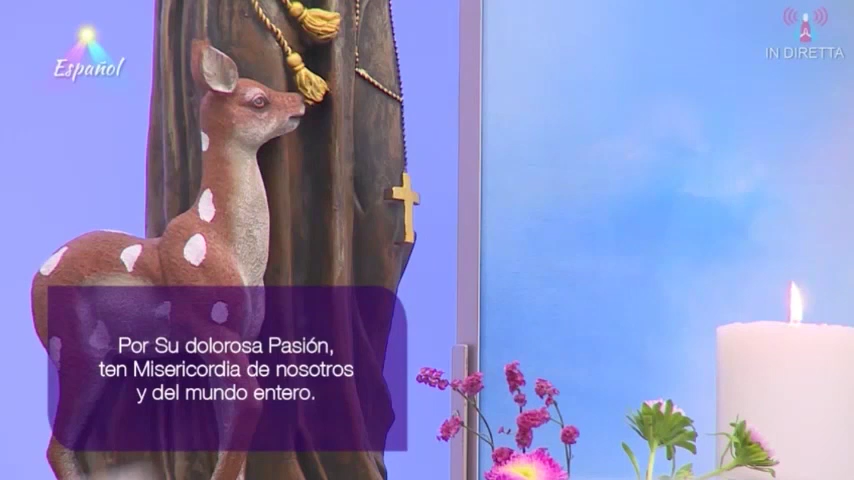 Español
IN DIRETTA
Por Su dolorosa Pasión,
ten Misericordia de nosotros
y del mundo entero.